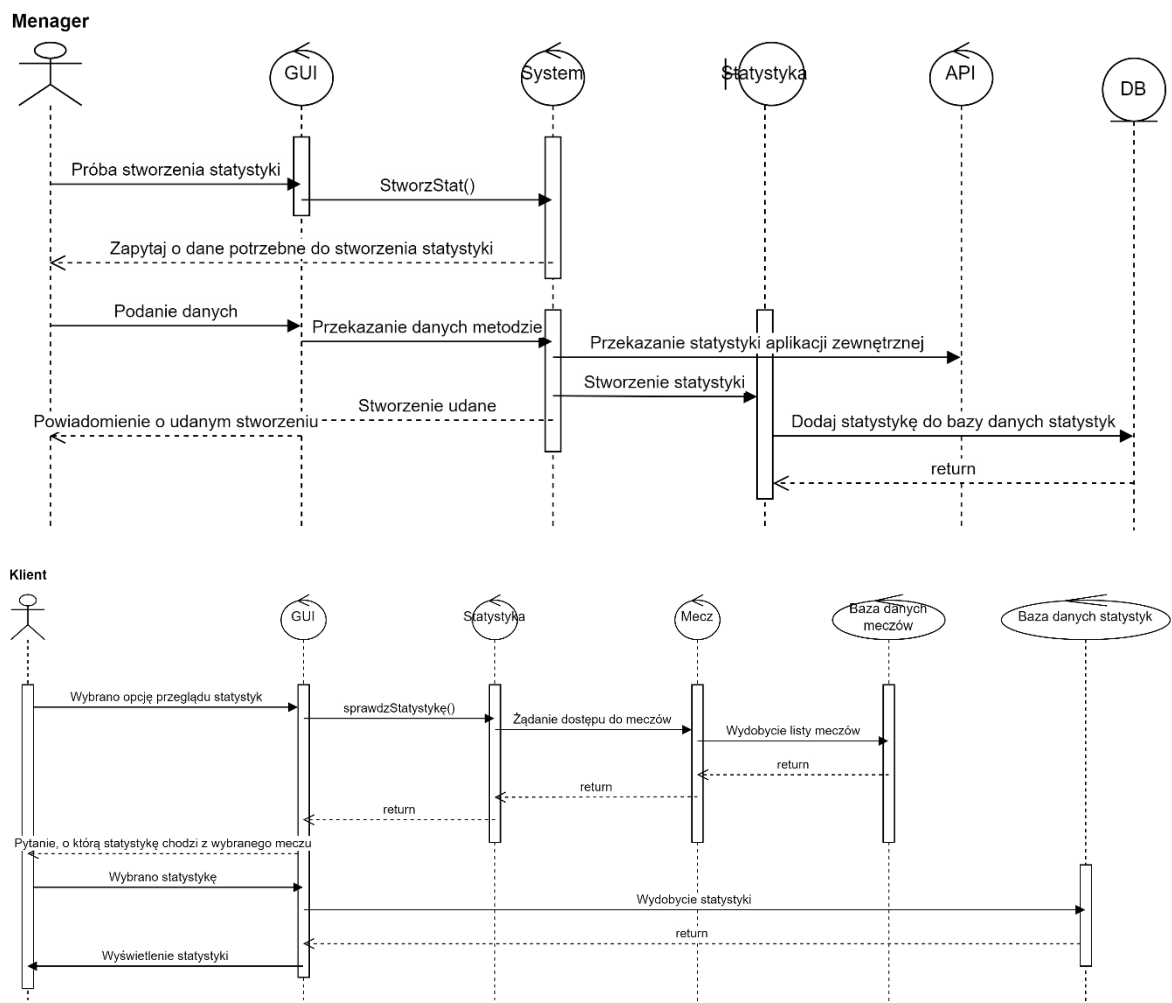 Menager
GUI
System
Statystyka
API
DB
Próba stworzenia statystyki
StworzStat()
Zapytaj o dane potrzebne do stworzenia statystyki
Podanie danych
Przekazanie danych metodzie
Przekazanie statystyki aplikacji zewnętrznej
Stworzenie statystyki
Stworzenie udane
Powiadomienie o udanym stworzeniu
Dodaj statystykę do bazy danych statystyk
return
Klient
GUI
Statystyka
Mecz
Baza danych
meczów
Baza danych statystyk
Wybrano opcję przeglądu statystyk
sprawdzStatystykę()
Żądanie dostępu do meczów
Wydobycie listy meczów
return
return
return
Pytanie, o którą statystykę chodzi z wybranego meczu
Wybrano statystykę
Wydobycie statystyki
return
Wyświetlenie statystyki